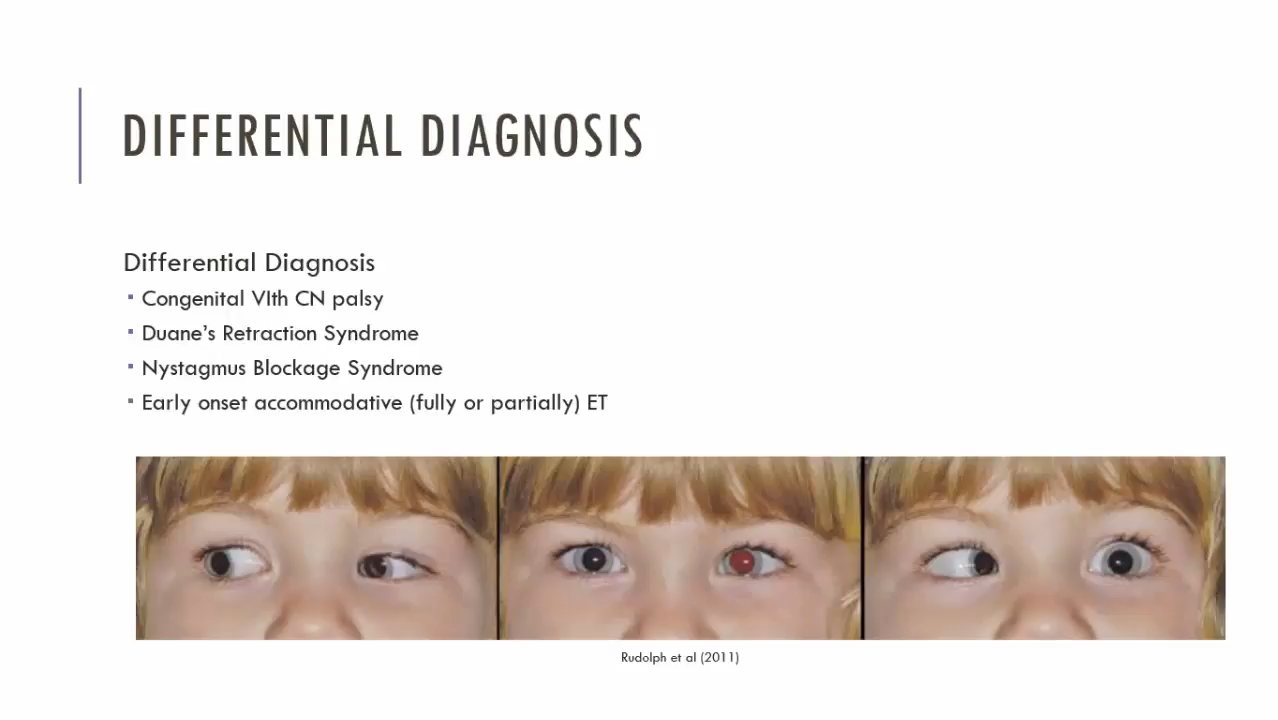 DIFFERENTIAL DIAGNOSIS
Differential Diagnosis
▪ Congenital VIth CN palsy
▪ Duane's Retraction Syndrome
▪ Nystagmus Blockage Syndrome
▪ Early onset accommodative (fully or partially) ET
Rudolph et al (2011)